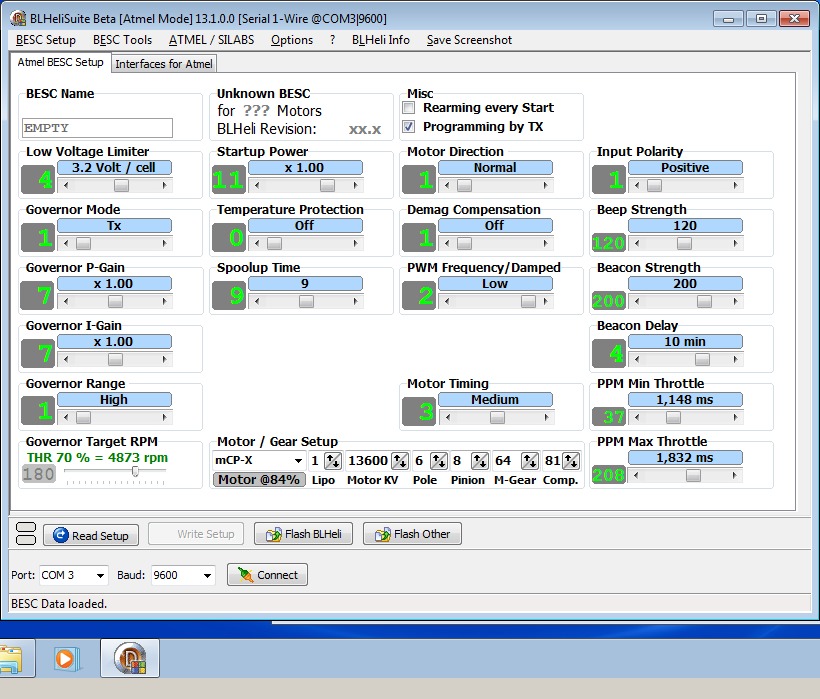 BLHeliSuite Beta [Atmel Mode] 13.1.0.0 [Serial 1-Wire @COM3|9600]
BESC Setup BESC Tools ATMEL / SILABS Options ? BLHeli Info Save Screenshot
Atmel BESC Setup Interfaces for Atmel
BESC Name Unknown BESC Misc
for ??? Motors Rearming every Start
EMPTY BLHeli Revision: xx.x Programming by TX
Low Voltage Limiter Startup Power Motor Direction Input Polarity
4 3.2 Volt / cell 11 x 1.00 1 Normal 1 Positive
Governor Mode Temperature Protection Demag Compensation Beep Strength
1 Tx 0 Off 1 Off 120 120
Governor P-Gain Spoolup Time PWM Frequency/Damped Beacon Strength
7 x 1.00 9 9 2 Low 200 200
Governor I-Gain Beacon Delay
7 x 1.00 4 10 min
Governor Range Motor Timing PPM Min Throttle
1 High 3 Medium 37 1,148 ms
Governor Target RPM Motor / Gear Setup PPM Max Throttle
THR 70 % = 4873 rpm mCP-X 1 13600 6 8 64 81 1,832 ms
180 Motor @84% Lipo Motor KV Pole Pinion M-Gear Comp. 208
Read Setup Write Setup Flash BLHeli Flash Other
Port: COM 3 Baud: 9600 Connect
BESC Data loaded.